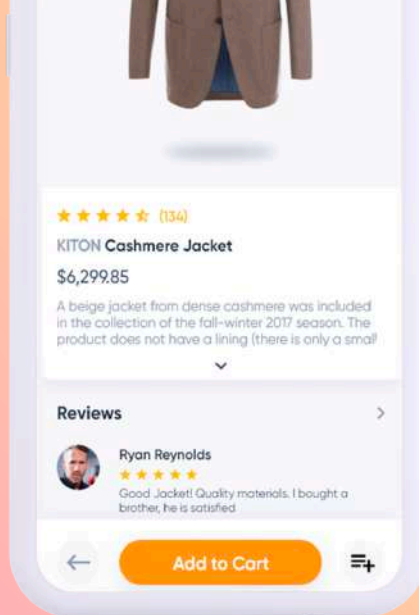 (134)
KITON Cashmere Jacket
$6,299.85
A beige jacket from dense cashmere was included
in the collection of the fall-winter 2017 season. The
product does not have a lining (there is only a small
Reviews
Ryan Reynolds
Good Jacket! Quality materials. I bought a
brother, he is satisfied
Add to Cart